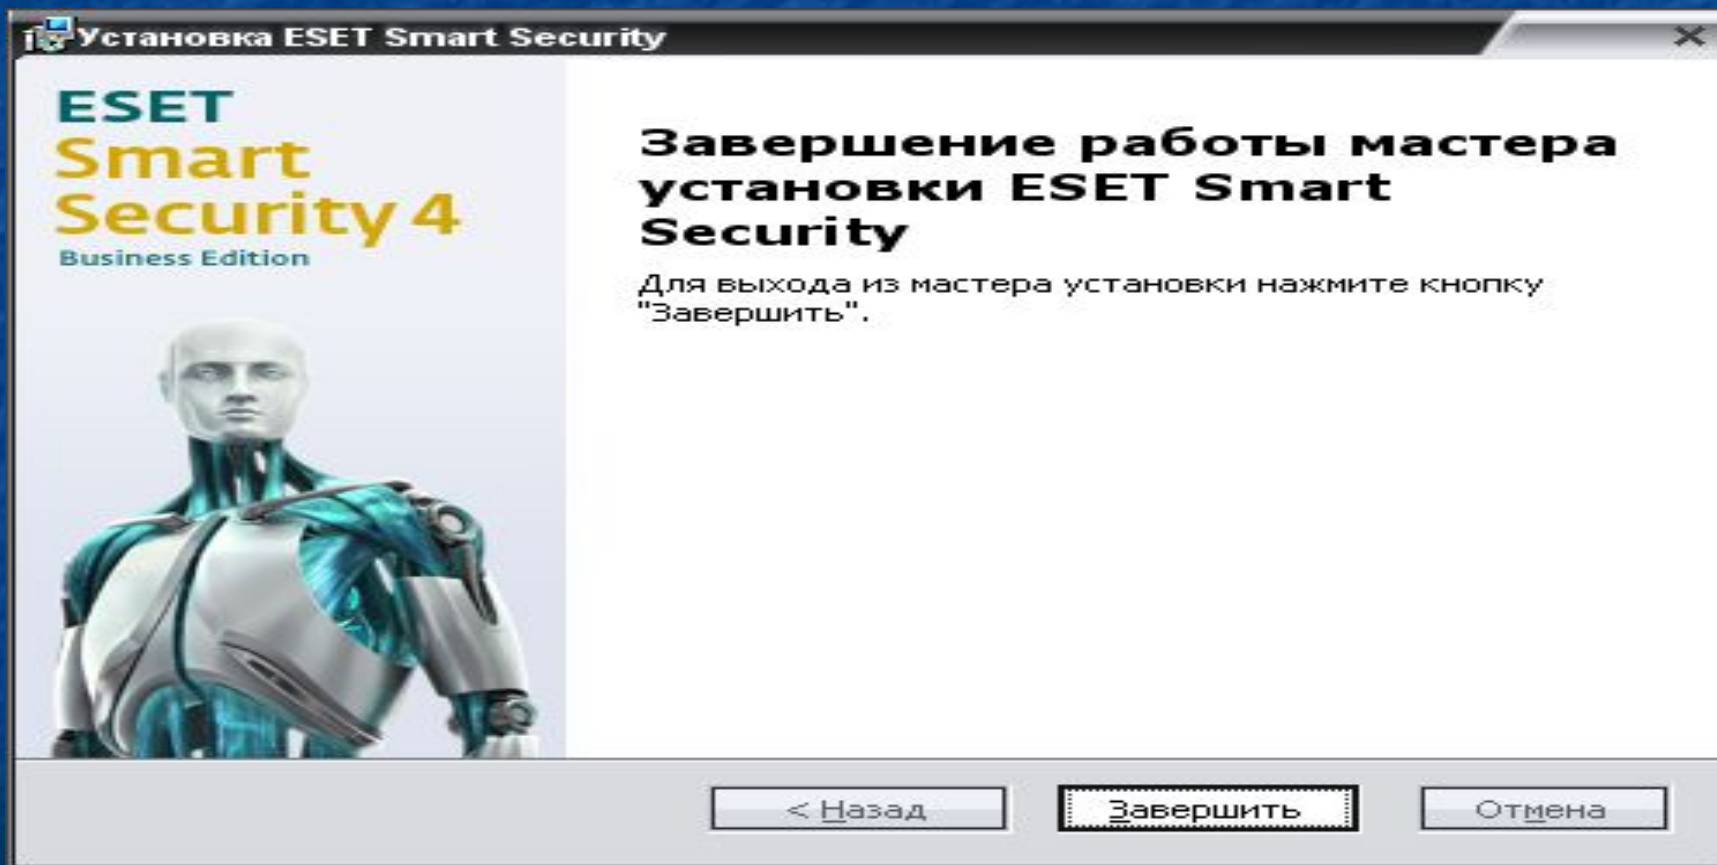 Установка ESET Smart Security
ESET
Smart
Security 4
Business Edition
Завершение работы мастера
установки ESET Smart
Security
Для выхода из мастера установки нажмите кнопку
"Завершить".
< Назад
Завершить
Отмена